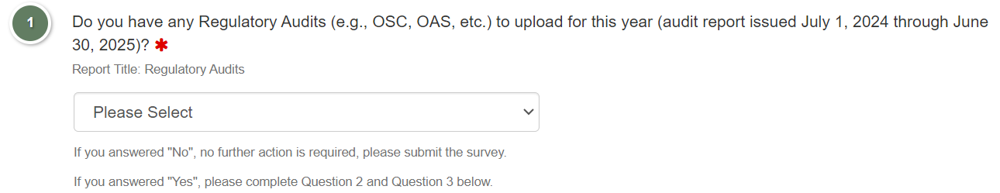 1
Do you have any Regulatory Audits (e.g., OSC, OAS, etc.) to upload for this year (audit report issued July 1, 2024 through June
30, 2025)? ✱
Report Title: Regulatory Audits
Please Select
If you answered "No", no further action is required, please submit the survey.
If you answered "Yes", please complete Question 2 and Question 3 below.